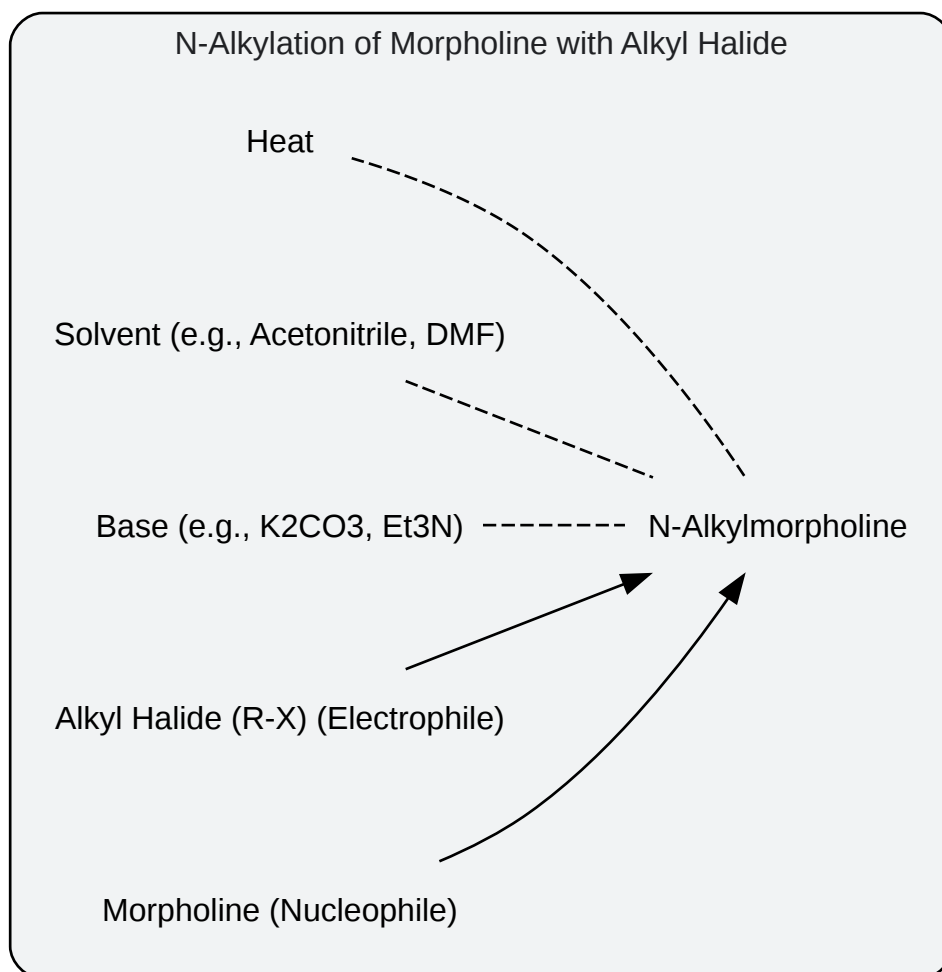 N-Alkylation of Morpholine with Alkyl Halide
Heat
Solvent (e.g., Acetonitrile, DMF)
Base (e.g., K2CO3, Et3N)
N-Alkylmorpholine
Alkyl Halide (R-X) (Electrophile)
Morpholine (Nucleophile)